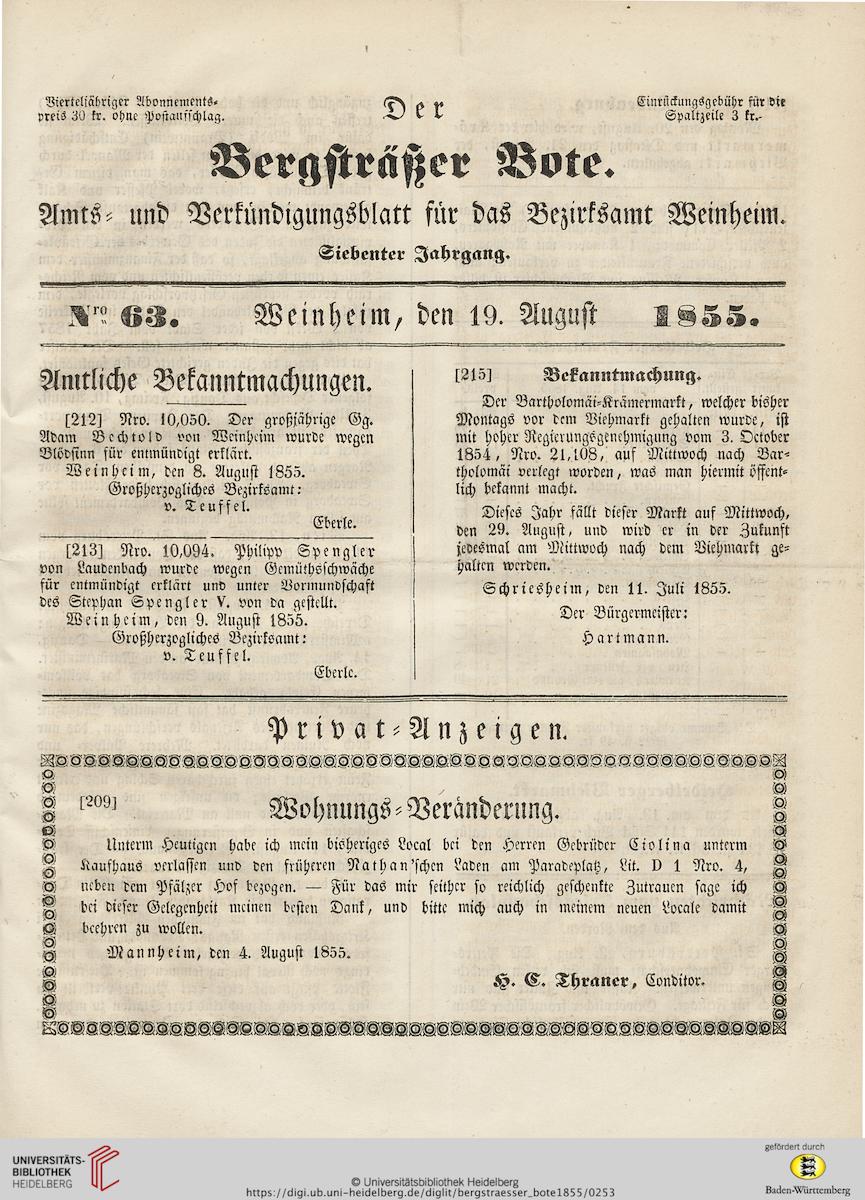 Vierteljähriger Abonnements-
preis 30 kr. ohne Postaufschlag.
Der
Einrückungsgebühr für die
Spaltzeile 3 kr.
Bergsträßer Bote.
Amts- und Verkündigungsblatt für das Bezirksamt Weinheim.
Siebenter Jahrgang.
Nro 63. Weinheim, den 19. August 1855.
Amtliche Bekanntmachungen.
[212] Nro. 10,050. Der großjährige Gg.
Adam Bechtold von Weinheim wurde wegen
Blödsinn für entmündigt erklärt.
Weinheim, den 8. August 1855.
Großherzogliches Bezirksamt:
v. Teuffel.
Eberle.
[213] Nro. 10,094. Philipp Spengler
von Laudenbach wurde wegen Gemüthsschwäche
für entmündigt erklärt und unter Vormundschaft
des Stephan Spengler V. von da gestellt.
Weinheim, den 9. August 1855.
Großherzogliches Bezirksamt:
v. Teuffel.
Eberle.
[215] Bekanntmachung.
Der Bartholomäi-Krämermarkt, welcher bisher
Montags vor dem Viehmarkt gehalten wurde, ist
mit hoher Regierungsgenehmigung vom 3. October
1854, Nro. 21,108, auf Mittwoch nach Bar-
tholomäi verlegt worden, was man hiermit öffent-
lich bekannt macht.
Dieses Jahr fällt dieser Markt auf Mittwoch,
den 29. August, und wird er in der Zukunft
jedesmal am Mittwoch nach dem Viehmarkt ge-
halten werden.
Schriesheim, den 11. Juli 1855.
Der Bürgermeister:
Hartmann.
Privat-Anzeigen.
[209]
Wohnungs-Veränderung.
Unterm Heutigen habe ich mein bisheriges Local bei den Herren Gebrüder Ciolina unterm
Kaufhaus verlassen und den früheren Nathan'schen Laden am Paradeplatz, Lit. D 1 Nro. 4,
neben dem Pfälzer Hof bezogen. — Für das mir seither so reichlich geschenkte Zutrauen sage ich
bei dieser Gelegenheit meinen besten Dank, und bitte mich auch in meinem neuen Locale damit
beehren zu wollen.
Mannheim, den 4. August 1855.
H. C. Thraner, Conditor.
UNIVERSITÄTS-
BIBLIOTHEK
HEIDELBERG
© Universitätsbibliothek Heidelberg
https://digi.ub.uni-heidelberg.de/diglit/bergstraesser_bote1855/0253
gefördert durch
Baden-Württemberg